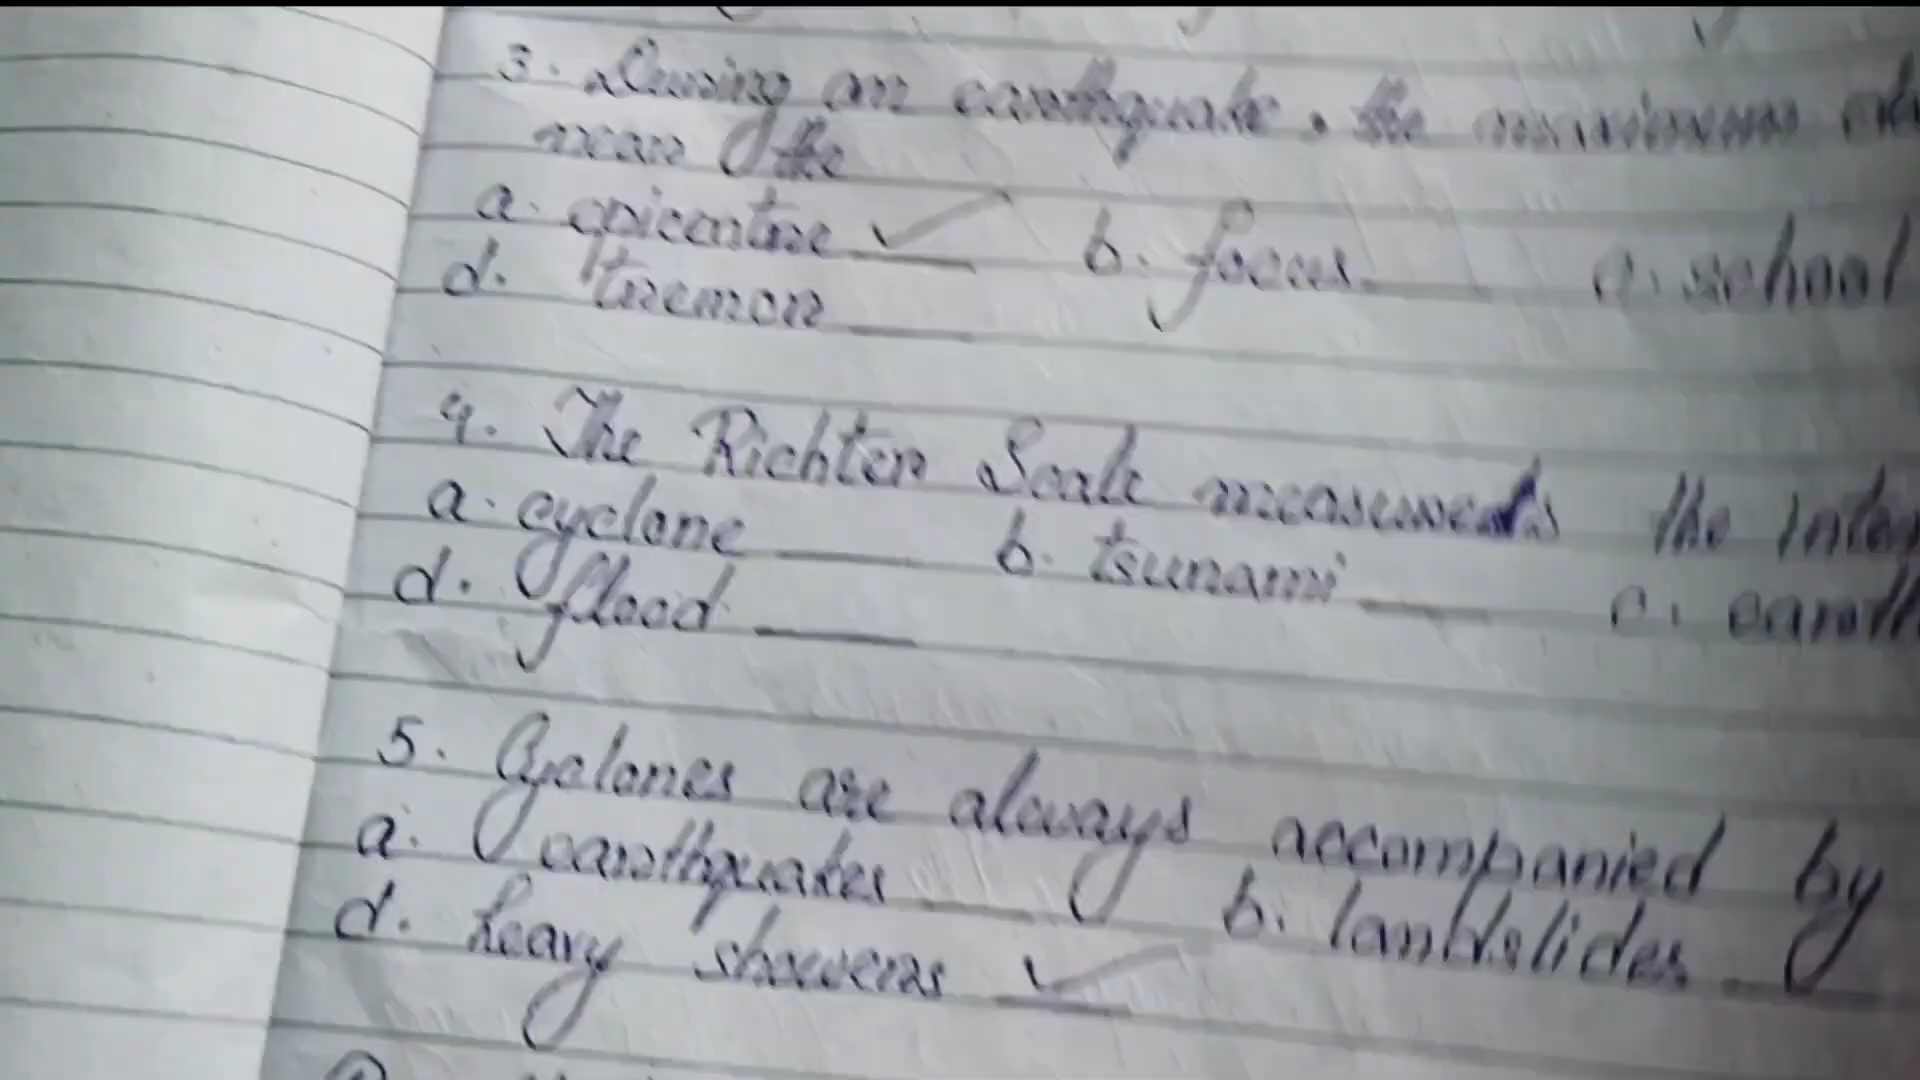 3. During an earthquake, the maximum
near the
a. epicentre ✓ b. focus c. school
d. tremor
4. The Richter Scale measures the
a. cyclone b. tsunami c.
d. flood
5. Cyclones are always accompanied by
a. earthquakes b. landslides
d. heavy showers ✓